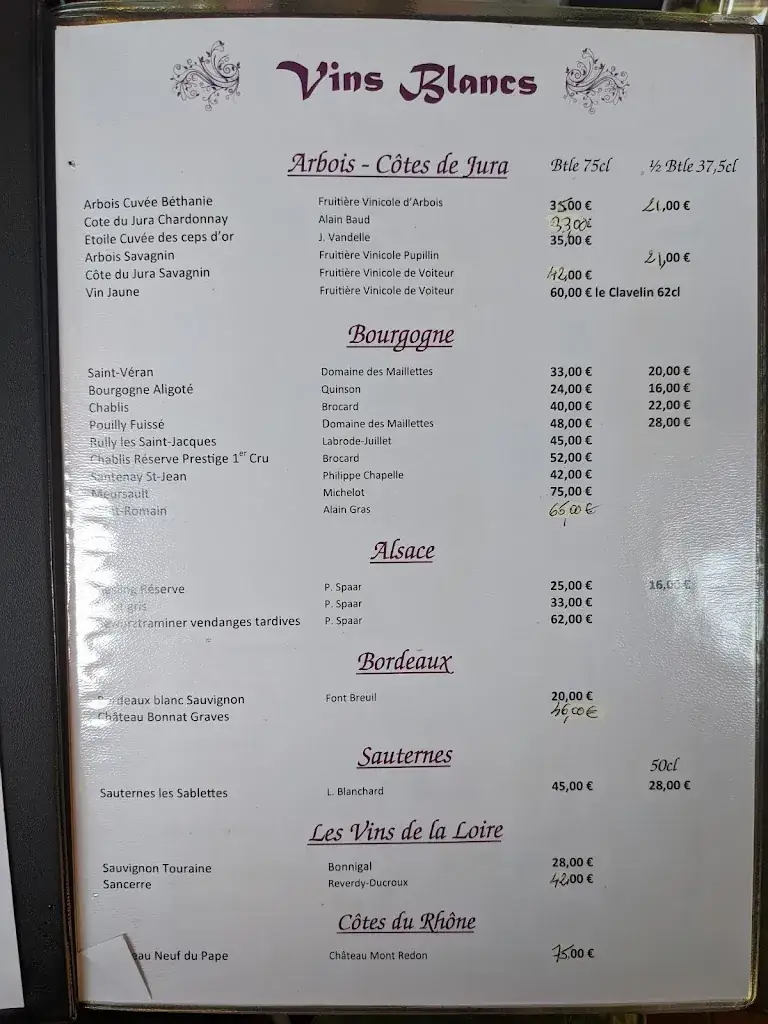 Vins Blancs
Arbois - Côtes de Jura Btle 75cl ½ Btle 37,5cl
Arbois Cuvée Béthanie Fruitière Vinicole d'Arbois 35,00 € 21,00 €
Cote du Jura Chardonnay Alain Baud 33,00€
Etoile Cuvée des ceps d'or J. Vandelle 35,00 €
Arbois Savagnin Fruitière Vinicole Pupillin 21,00 €
Côte du Jura Savagnin Fruitière Vinicole de Voiteur 42,00 €
Vin Jaune Fruitière Vinicole de Voiteur 60,00 € le Clavelin 62cl
Bourgogne
Saint-Véran Domaine des Maillettes 33,00 € 20,00 €
Bourgogne Aligoté Quinson 24,00 € 16,00 €
Chablis Brocard 40,00 € 22,00 €
Pouilly Fuissé Domaine des Maillettes 48,00 € 28,00 €
Rully les Saint-Jacques Labrode-Juillet 45,00 €
Chablis Réserve Prestige 1er Cru Brocard 52,00 €
Santenay St-Jean Philippe Chapelle 42,00 €
Meursault Michelot 75,00 €
-Romain Alain Gras 65,00 €
Alsace
Réserve P. Spaar 25,00 € 16,00 €
gris P. Spaar 33,00 €
Gewurztraminer vendanges tardives P. Spaar 62,00 €
Bordeaux
Bordeaux blanc Sauvignon Font Breuil 20,00 €
Château Bonnat Graves 46,00€
Sauternes
50cl
Sauternes les Sablettes L. Blanchard 45,00 € 28,00 €
Les Vins de la Loire
Sauvignon Touraine Bonnigal 28,00 €
Sancerre Reverdy-Ducroux 42,00 €
Côtes du Rhône
eau Neuf du Pape Château Mont Redon 75,00 €